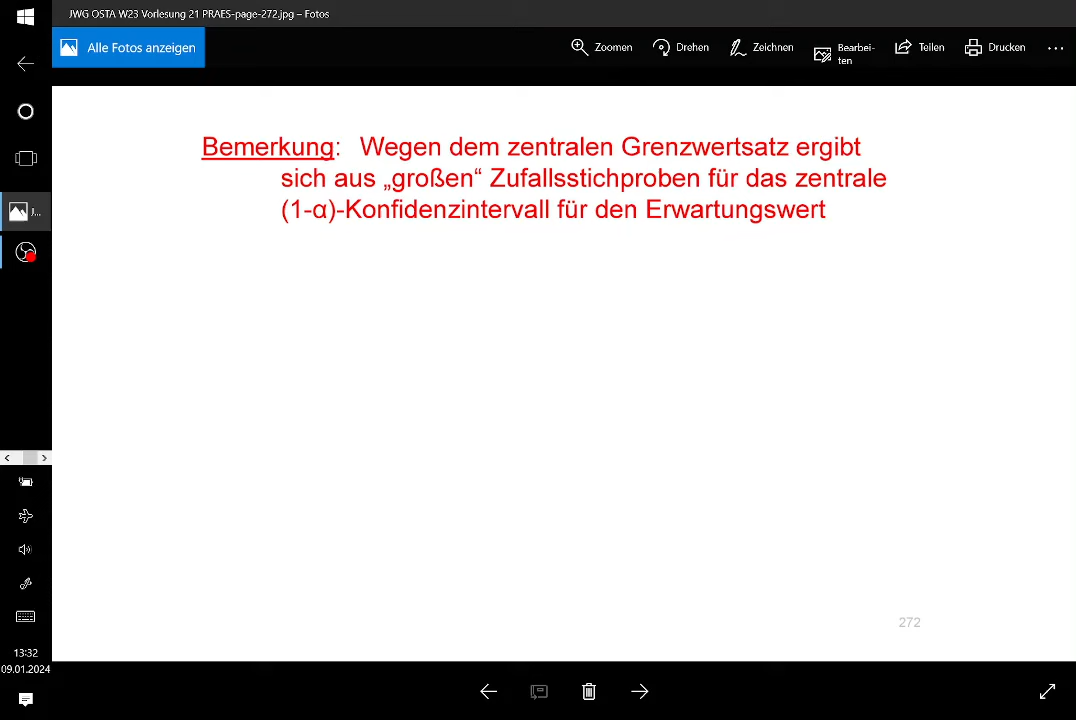 JWG OSTA W23 Vorlesung 21 PRAES-page-272.jpg – Fotos
Alle Fotos anzeigen
Zoomen
Drehen
Zeichnen
Bearbei-
ten
Teilen
Drucken
J...
Bemerkung: Wegen dem zentralen Grenzwertsatz ergibt
sich aus „großen“ Zufallsstichproben für das zentrale
(1-α)-Konfidenzintervall für den Erwartungswert
272
13:32
09.01.2024